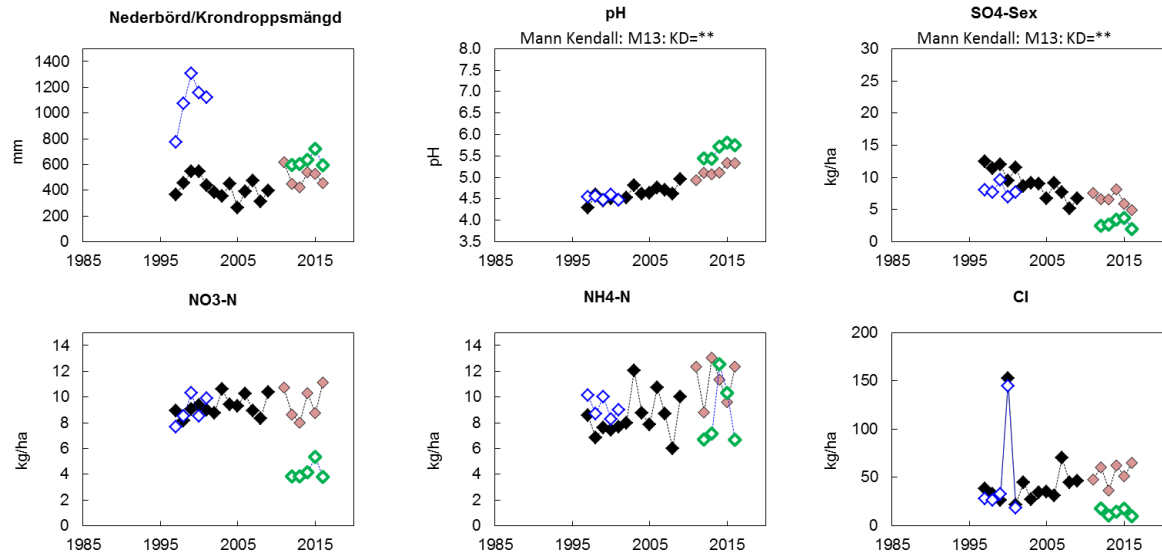 Nederbörd/Krondroppsmängd
mm
1400
1200
1000
800
600
400
200
0
1985 1995 2005 2015
pH
Mann Kendall: M13: KD=**
pH
8.0
7.5
7.0
6.5
6.0
5.5
5.0
4.5
4.0
3.5
1985 1995 2005 2015
SO4-Sex
Mann Kendall: M13: KD=**
kg/ha
30
25
20
15
10
5
0
1985 1995 2005 2015
NO3-N
kg/ha
14
12
10
8
6
4
2
0
1985 1995 2005 2015
NH4-N
kg/ha
14
12
10
8
6
4
2
0
1985 1995 2005 2015
Cl
kg/ha
200
150
100
50
0
1985 1995 2005 2015